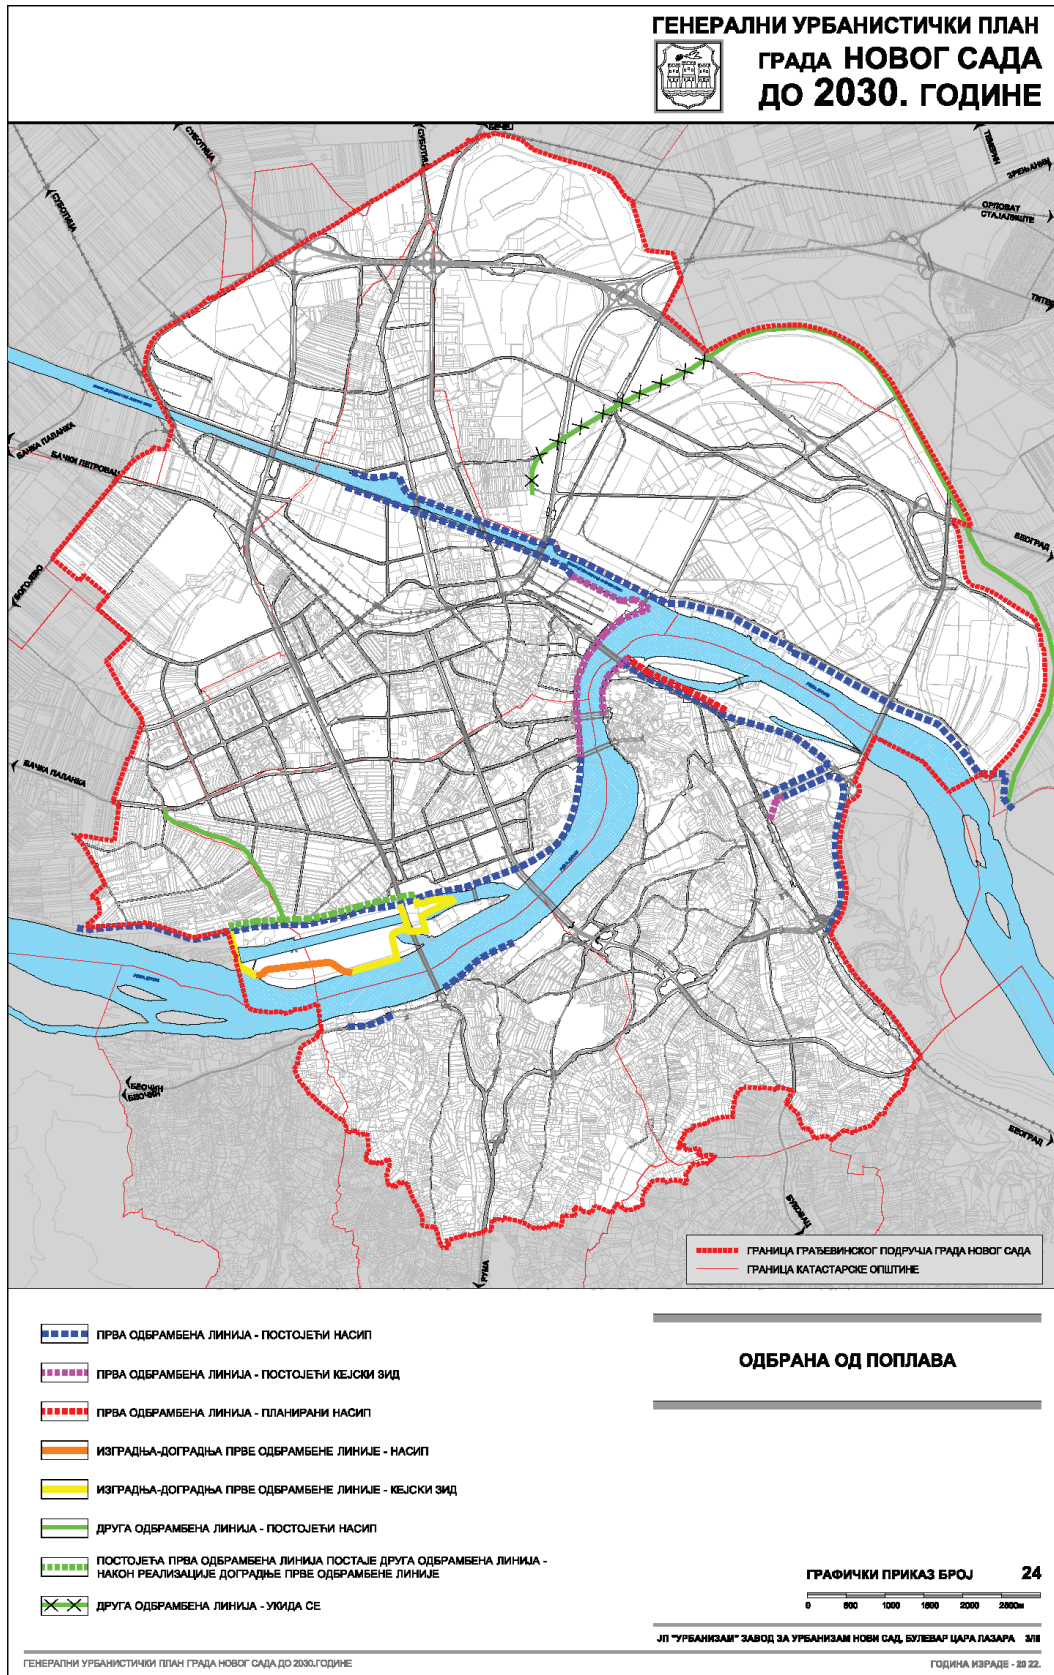 ГЕНЕРАЛНИ УРБАНИСТИЧКИ ПЛАН
ГРАДА НОВОГ САДА
ДО 2030. ГОДИНЕ
СУБОТИЦА
СУБОТИЦА
СУБОТИЦА
ТЕМЕРИН
ЗРЕЊАНИН
ОРЛОВАТ
СТАЈАЛИШТЕ
БАЧКА ПАЛАНКА
БАЧКИ ПЕТРОВАЦ
БЕОГРАД
БОГОЈЕВО
БАЧКА ПАЛАНКА
БЕОЧИН
БЕОЧИН
БЕОГРАД
БУКОВАЦ
РУМА
ГРАНИЦА ГРАЂЕВИНСКОГ ПОДРУЧЈА ГРАДА НОВОГ САДА
ГРАНИЦА КАТАСТАРСКЕ ОПШТИНЕ
ПРВА ОДБРАМБЕНА ЛИНИЈА - ПОСТОЈЕЋИ НАСИП
ПРВА ОДБРАМБЕНА ЛИНИЈА - ПОСТОЈЕЋИ КЕЈСКИ ЗИД
ПРВА ОДБРАМБЕНА ЛИНИЈА - ПЛАНИРАНИ НАСИП
ИЗГРАДЊА-ДОГРАДЊА ПРВЕ ОДБРАМБЕНЕ ЛИНИЈЕ - НАСИП
ИЗГРАДЊА-ДОГРАДЊА ПРВЕ ОДБРАМБЕНЕ ЛИНИЈЕ - КЕЈСКИ ЗИД
ДРУГА ОДБРАМБЕНА ЛИНИЈА - ПОСТОЈЕЋИ НАСИП
ПОСТОЈЕЋА ПРВА ОДБРАМБЕНА ЛИНИЈА ПОСТАЈЕ ДРУГА ОДБРАМБЕНА ЛИНИЈА -
НАКОН РЕАЛИЗАЦИЈЕ ДОГРАДЊЕ ПРВЕ ОДБРАМБЕНЕ ЛИНИЈЕ
ДРУГА ОДБРАМБЕНА ЛИНИЈА - УКИДА СЕ
ОДБРАНА ОД ПОПЛАВА
ГРАФИЧКИ ПРИКАЗ БРОЈ 24
0 500 1000 1500 2000 2500м
ЈП "УРБАНИЗАМ" ЗАВОД ЗА УРБАНИЗАМ НОВИ САД, БУЛЕВАР ЦАРА ЛАЗАРА 3/III
ГЕНЕРАЛНИ УРБАНИСТИЧКИ ПЛАН ГРАДА НОВОГ САДА ДО 2030.ГОДИНЕ
ГОДИНА ИЗРАДЕ - 20 22.